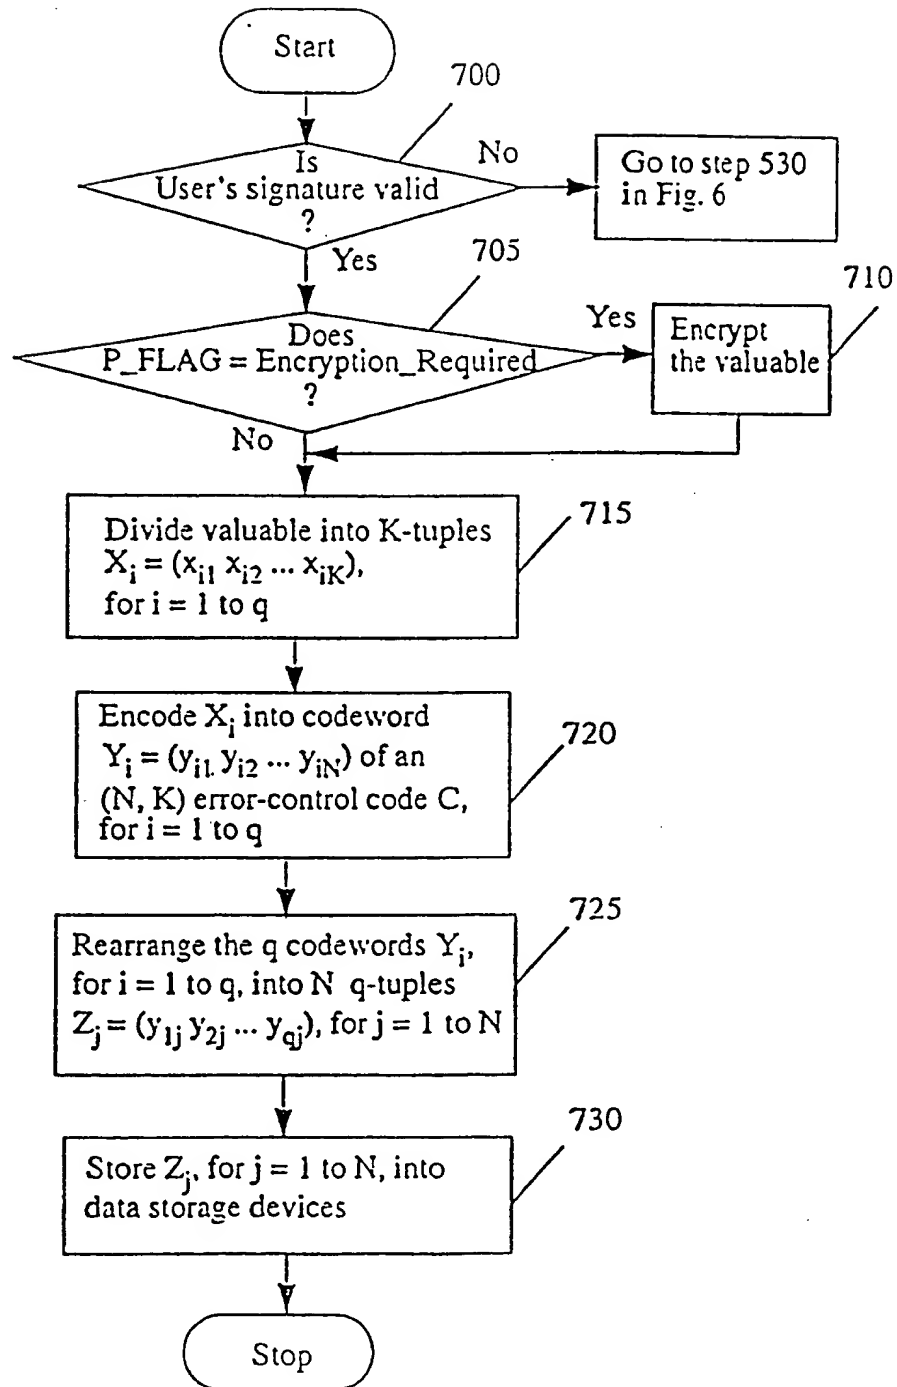 Start
700
Is
User's signature valid
?
No
Go to step 530
in Fig. 6
Yes
705
Does
P_FLAG = Encryption_Required
?
Yes
710
Encrypt
the valuable
No
Divide valuable into K-tuples
X_i = (x_i1 x_i2 ... x_iK),
for i = 1 to q
715
Encode X_i into codeword
Y_i = (y_i1 y_i2 ... y_iN) of an
(N, K) error-control code C,
for i = 1 to q
720
Rearrange the q codewords Y_i,
for i = 1 to q, into N q-tuples
Z_j = (y_1j y_2j ... y_qj), for j = 1 to N
725
Store Z_j, for j = 1 to N, into
data storage devices
730
Stop